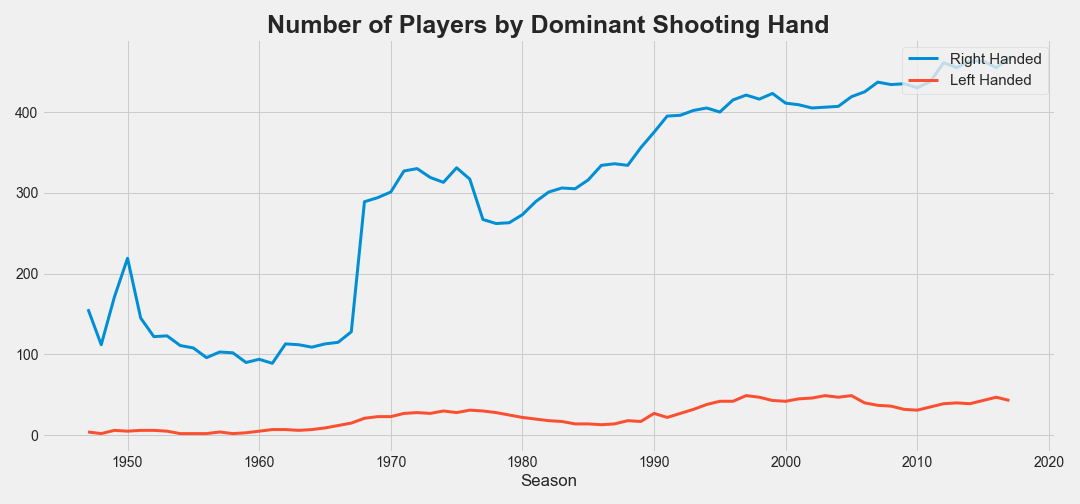 Number of Players by Dominant Shooting Hand
Right Handed
Left Handed
400
300
200
100
0
1950 1960 1970 1980 1990 2000 2010 2020
Season